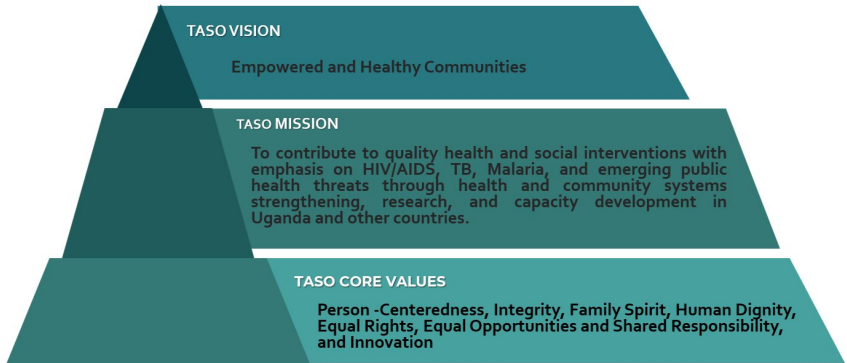 TASO VISION
Empowered and Healthy Communities
TASO MISSION
To contribute to quality health and social interventions with
emphasis on HIV/AIDS, TB, Malaria, and emerging public
health threats through health and community systems
strengthening, research, and capacity development in
Uganda and other countries.
TASO CORE VALUES
Person -Centeredness, Integrity, Family Spirit, Human Dignity,
Equal Rights, Equal Opportunities and Shared Responsibility,
and Innovation